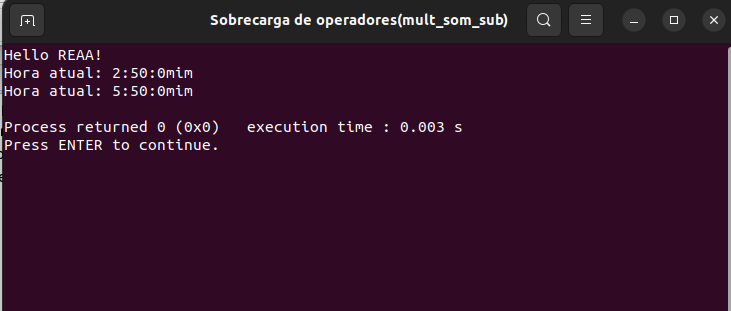 Sobrecarga de operadores(mult_som_sub)
Hello REAA!
Hora atual: 2:50:0mim
Hora atual: 5:50:0mim
Process returned 0 (0x0)   execution time : 0.003 s
Press ENTER to continue.